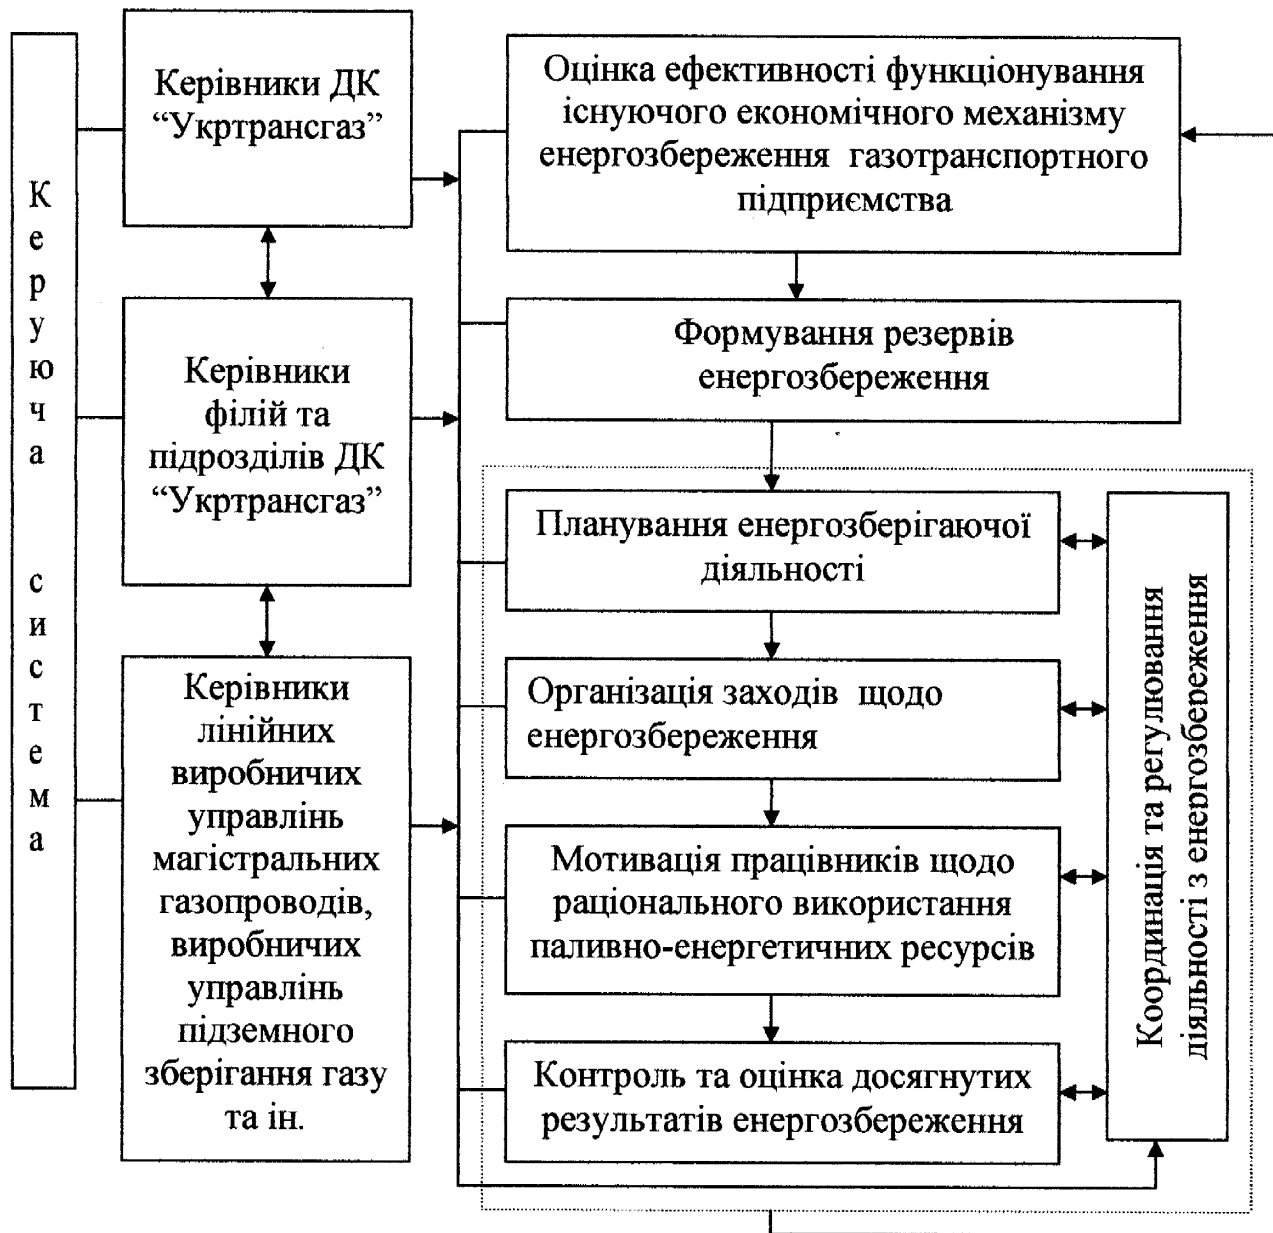 Керуюча система
Керівники ДК
“Укртрансгаз”
Керівники
філій та
підрозділів ДК
“Укртрансгаз”
Керівники
лінійних
виробничих
управлінь
магістральних
газопроводів,
виробничих
управлінь
підземного
зберігання газу
та ін.
Оцінка ефективності функціонування
існуючого економічного механізму
енергозбереження газотранспортного
підприємства
Формування резервів
енергозбереження
Планування енергозберігаючої
діяльності
Організація заходів щодо
енергозбереження
Мотивація працівників щодо
раціонального використання
паливно-енергетичних ресурсів
Контроль та оцінка досягнутих
результатів енергозбереження
Координація та регулювання
діяльності з енергозбереження